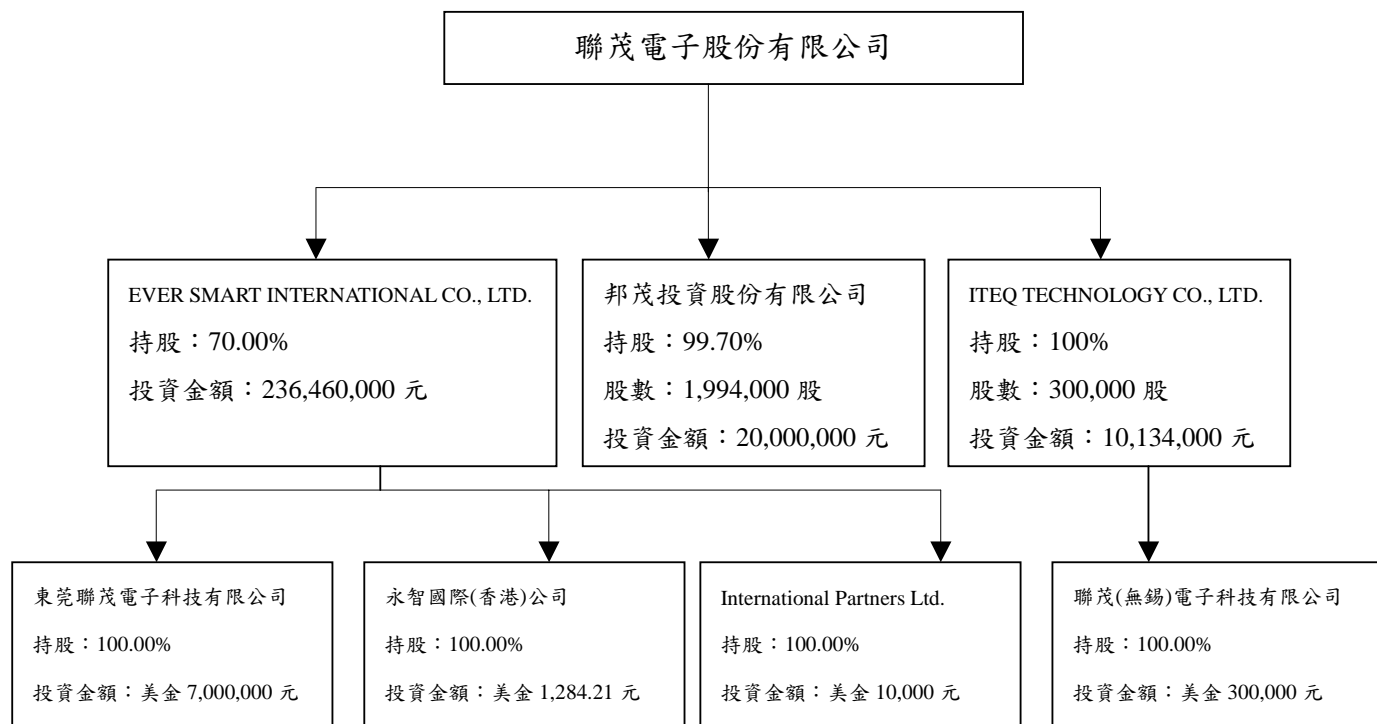 聯茂電子股份有限公司
EVER SMART INTERNATIONAL CO., LTD.
持股：70.00%
投資金額：236,460,000 元
邦茂投資股份有限公司
持股：99.70%
股數：1,994,000 股
投資金額：20,000,000 元
ITEQ TECHNOLOGY CO., LTD.
持股：100%
股數：300,000 股
投資金額：10,134,000 元
東莞聯茂電子科技有限公司
持股：100.00%
投資金額：美金 7,000,000 元
永智國際(香港)公司
持股：100.00%
投資金額：美金 1,284.21 元
International Partners Ltd.
持股：100.00%
投資金額：美金 10,000 元
聯茂(無錫)電子科技有限公司
持股：100.00%
投資金額：美金 300,000 元